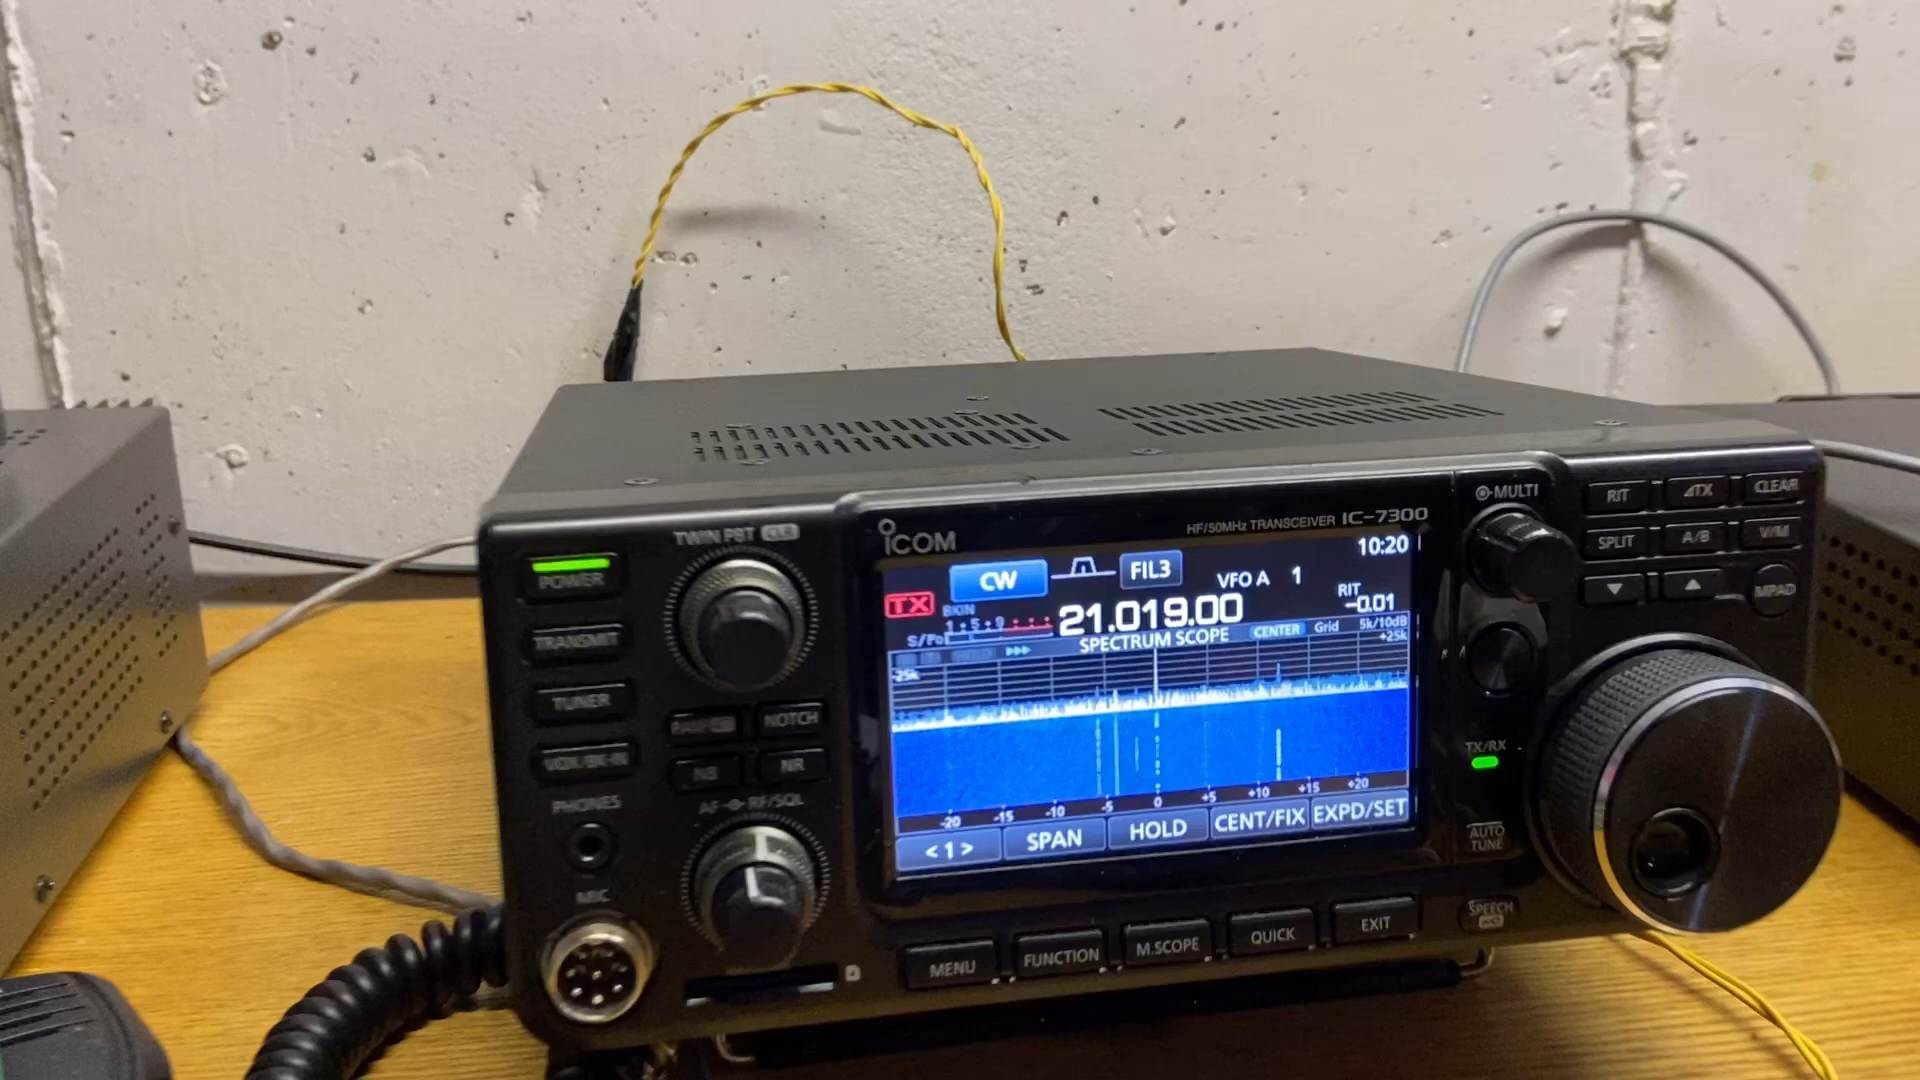 POWER
TRANSMIT
TUNER
VOX/BK-IN
PHONES
MIC
TWIN PBT CLR
NOTCH
NB
NR
AF RF/SQL
ICOM
HF/50MHz TRANSCEIVER IC-7300
10:20
CW
FIL3
VFO A 1
RIT
-0.01
TX
BKIN
21.019.00
S/Po
1 5 9
SPECTRUM SCOPE
CENTER
Grid
5k/10dB
-25k
+25k
-20 -15 -10 -5 0 +5 +10 +15 +20
<1>
SPAN
HOLD
CENT/FIX
EXPD/SET
MENU
FUNCTION
M.SCOPE
QUICK
EXIT
MULTI
RIT
⊿TX
CLEAR
SPLIT
A/B
V/M
MPAD
TX/RX
AUTO
TUNE
SPEECH